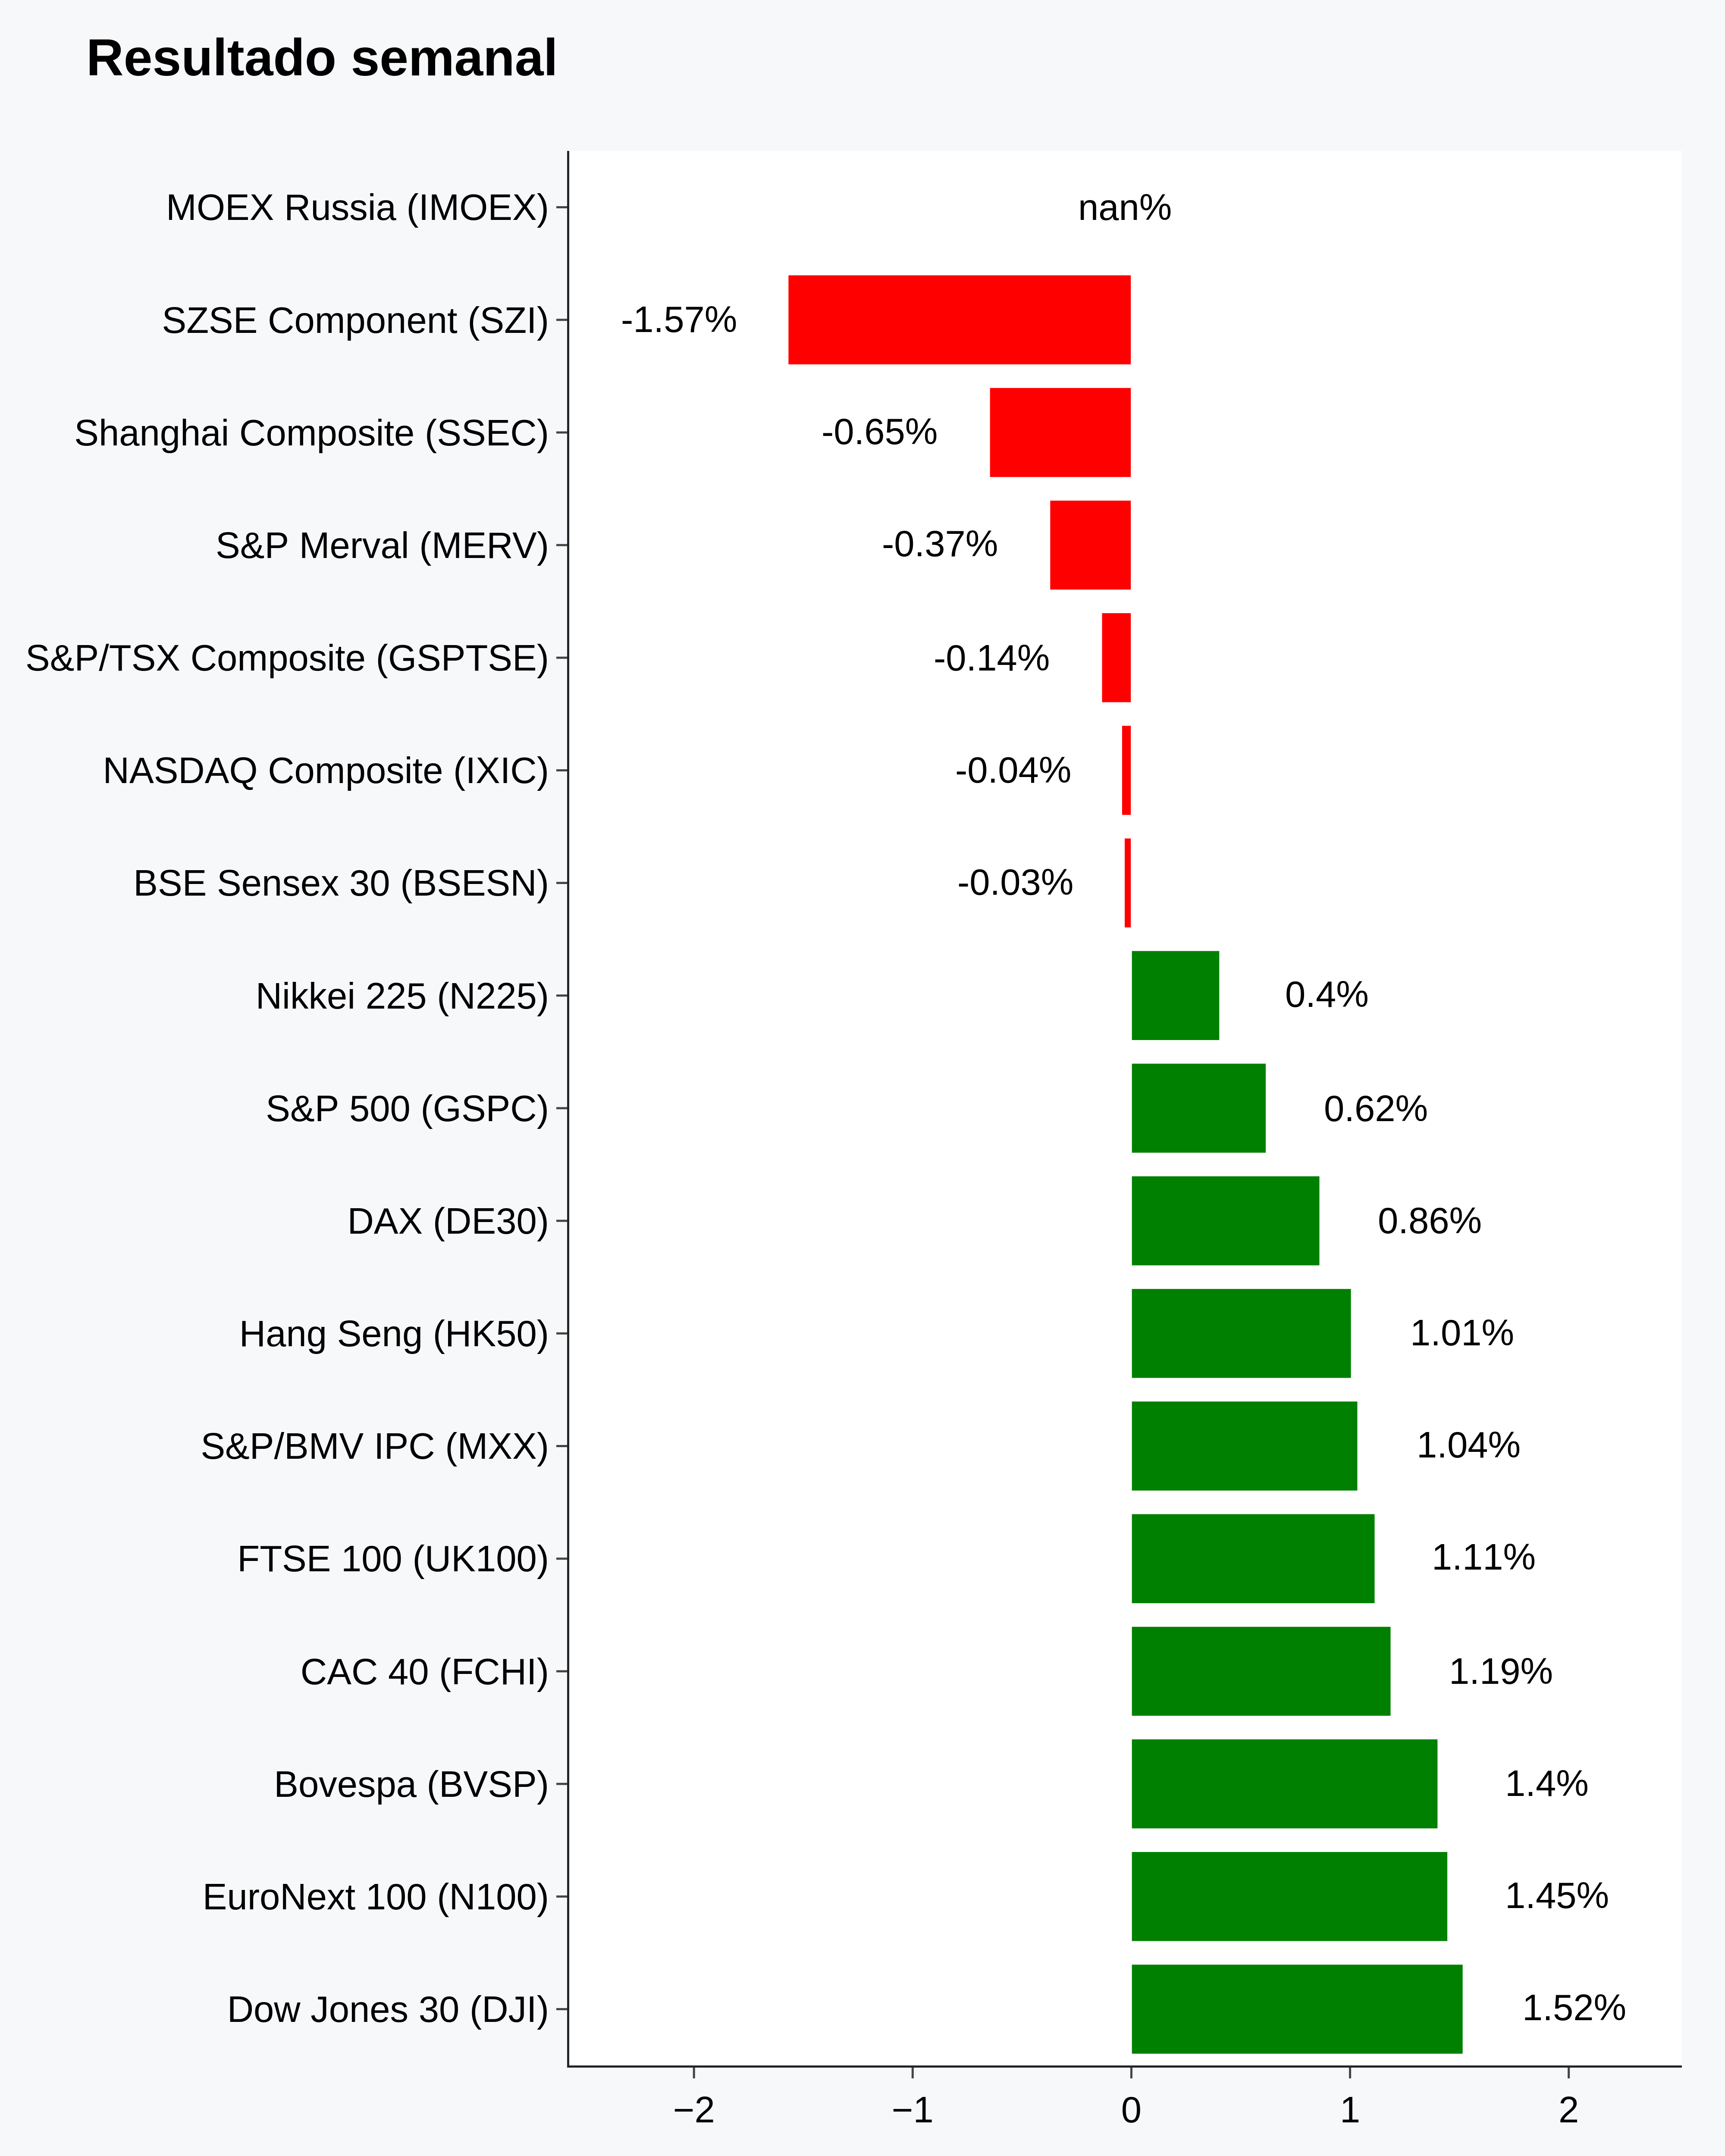 Resultado semanal
MOEX Russia (IMOEX) nan%
SZSE Component (SZI) -1.57%
Shanghai Composite (SSEC) -0.65%
S&P Merval (MERV) -0.37%
S&P/TSX Composite (GSPTSE) -0.14%
NASDAQ Composite (IXIC) -0.04%
BSE Sensex 30 (BSESN) -0.03%
Nikkei 225 (N225) 0.4%
S&P 500 (GSPC) 0.62%
DAX (DE30) 0.86%
Hang Seng (HK50) 1.01%
S&P/BMV IPC (MXX) 1.04%
FTSE 100 (UK100) 1.11%
CAC 40 (FCHI) 1.19%
Bovespa (BVSP) 1.4%
EuroNext 100 (N100) 1.45%
Dow Jones 30 (DJI) 1.52%
−2 −1 0 1 2